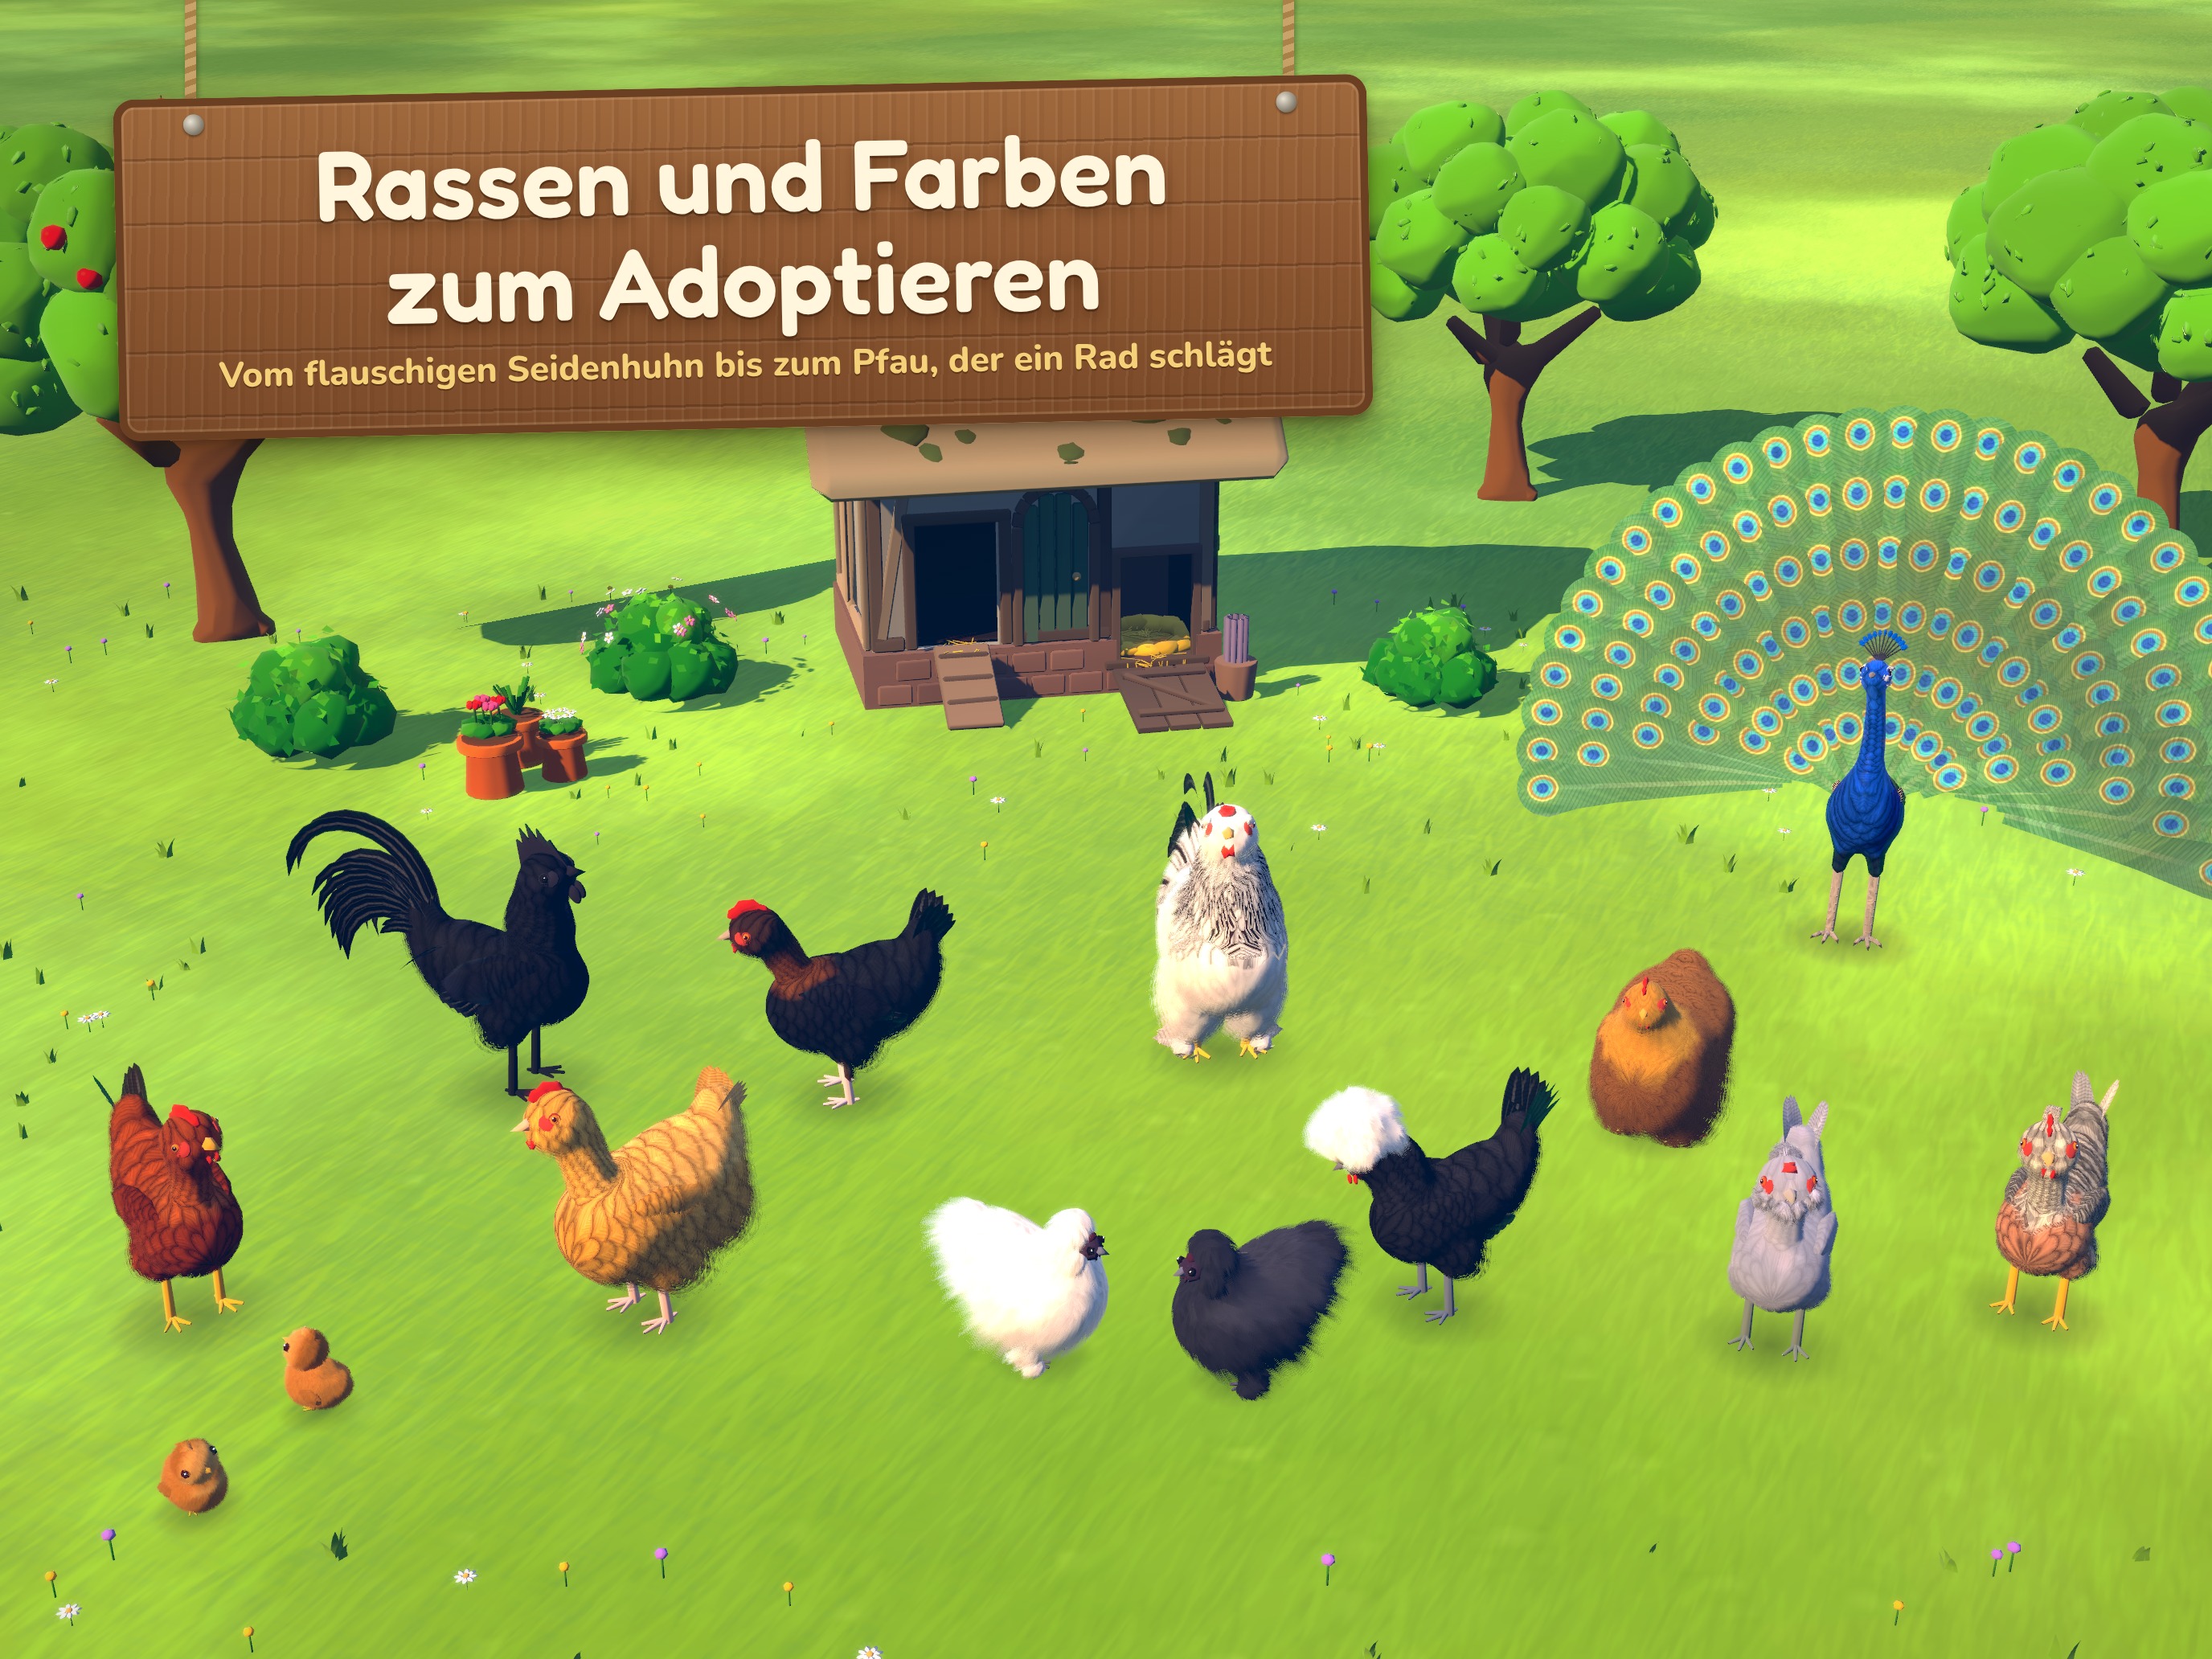 Rassen und Farben
zum Adoptieren
Vom flauschigen Seidenhuhn bis zum Pfau, der ein Rad schlägt